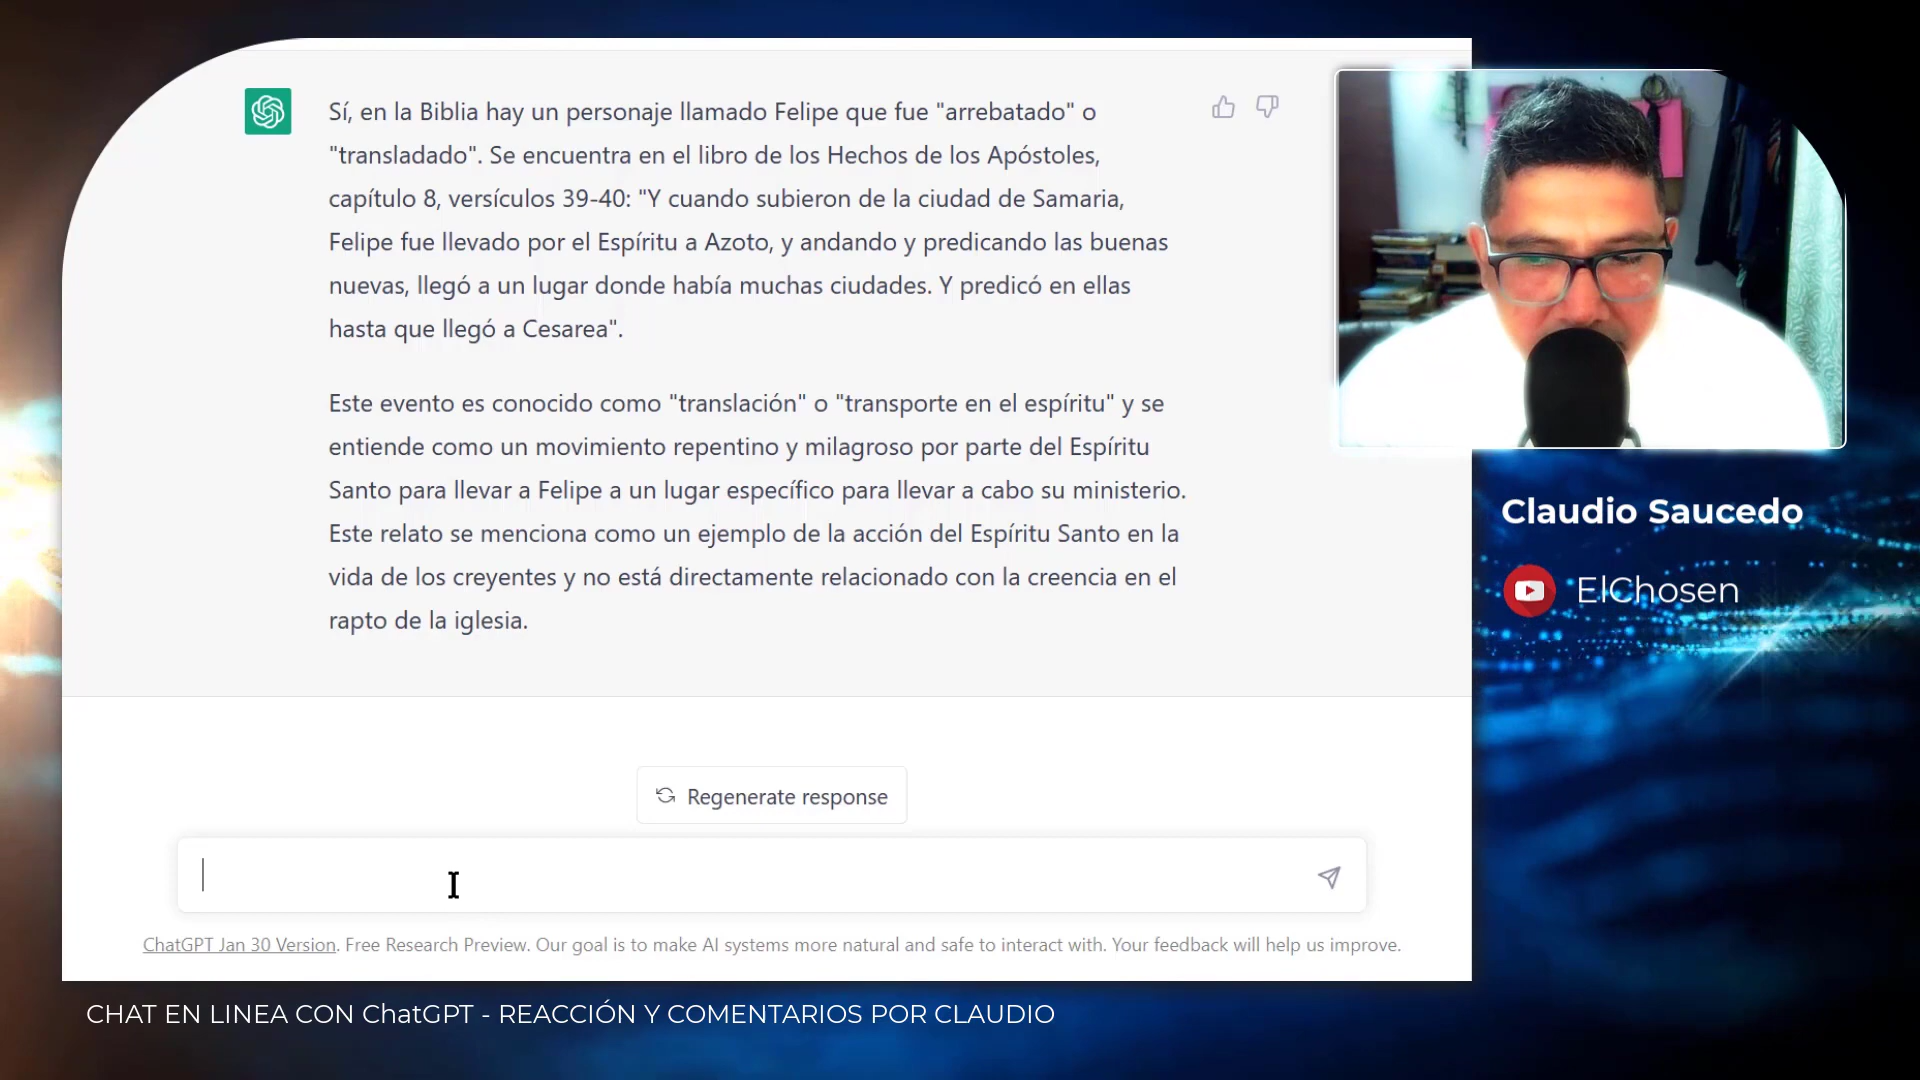 Sí, en la Biblia hay un personaje llamado Felipe que fue "arrebatado" o
"transladado". Se encuentra en el libro de los Hechos de los Apóstoles,
capítulo 8, versículos 39-40: "Y cuando subieron de la ciudad de Samaria,
Felipe fue llevado por el Espíritu a Azoto, y andando y predicando las buenas
nuevas, llegó a un lugar donde había muchas ciudades. Y predicó en ellas
hasta que llegó a Cesarea".
Este evento es conocido como "translación" o "transporte en el espíritu" y se
entiende como un movimiento repentino y milagroso por parte del Espíritu
Santo para llevar a Felipe a un lugar específico para llevar a cabo su ministerio.
Este relato se menciona como un ejemplo de la acción del Espíritu Santo en la
vida de los creyentes y no está directamente relacionado con la creencia en el
rapto de la iglesia.
Claudio Saucedo
ElChosen
Regenerate response
ChatGPT Jan 30 Version. Free Research Preview. Our goal is to make AI systems more natural and safe to interact with. Your feedback will help us improve.
CHAT EN LINEA CON ChatGPT - REACCIÓN Y COMENTARIOS POR CLAUDIO